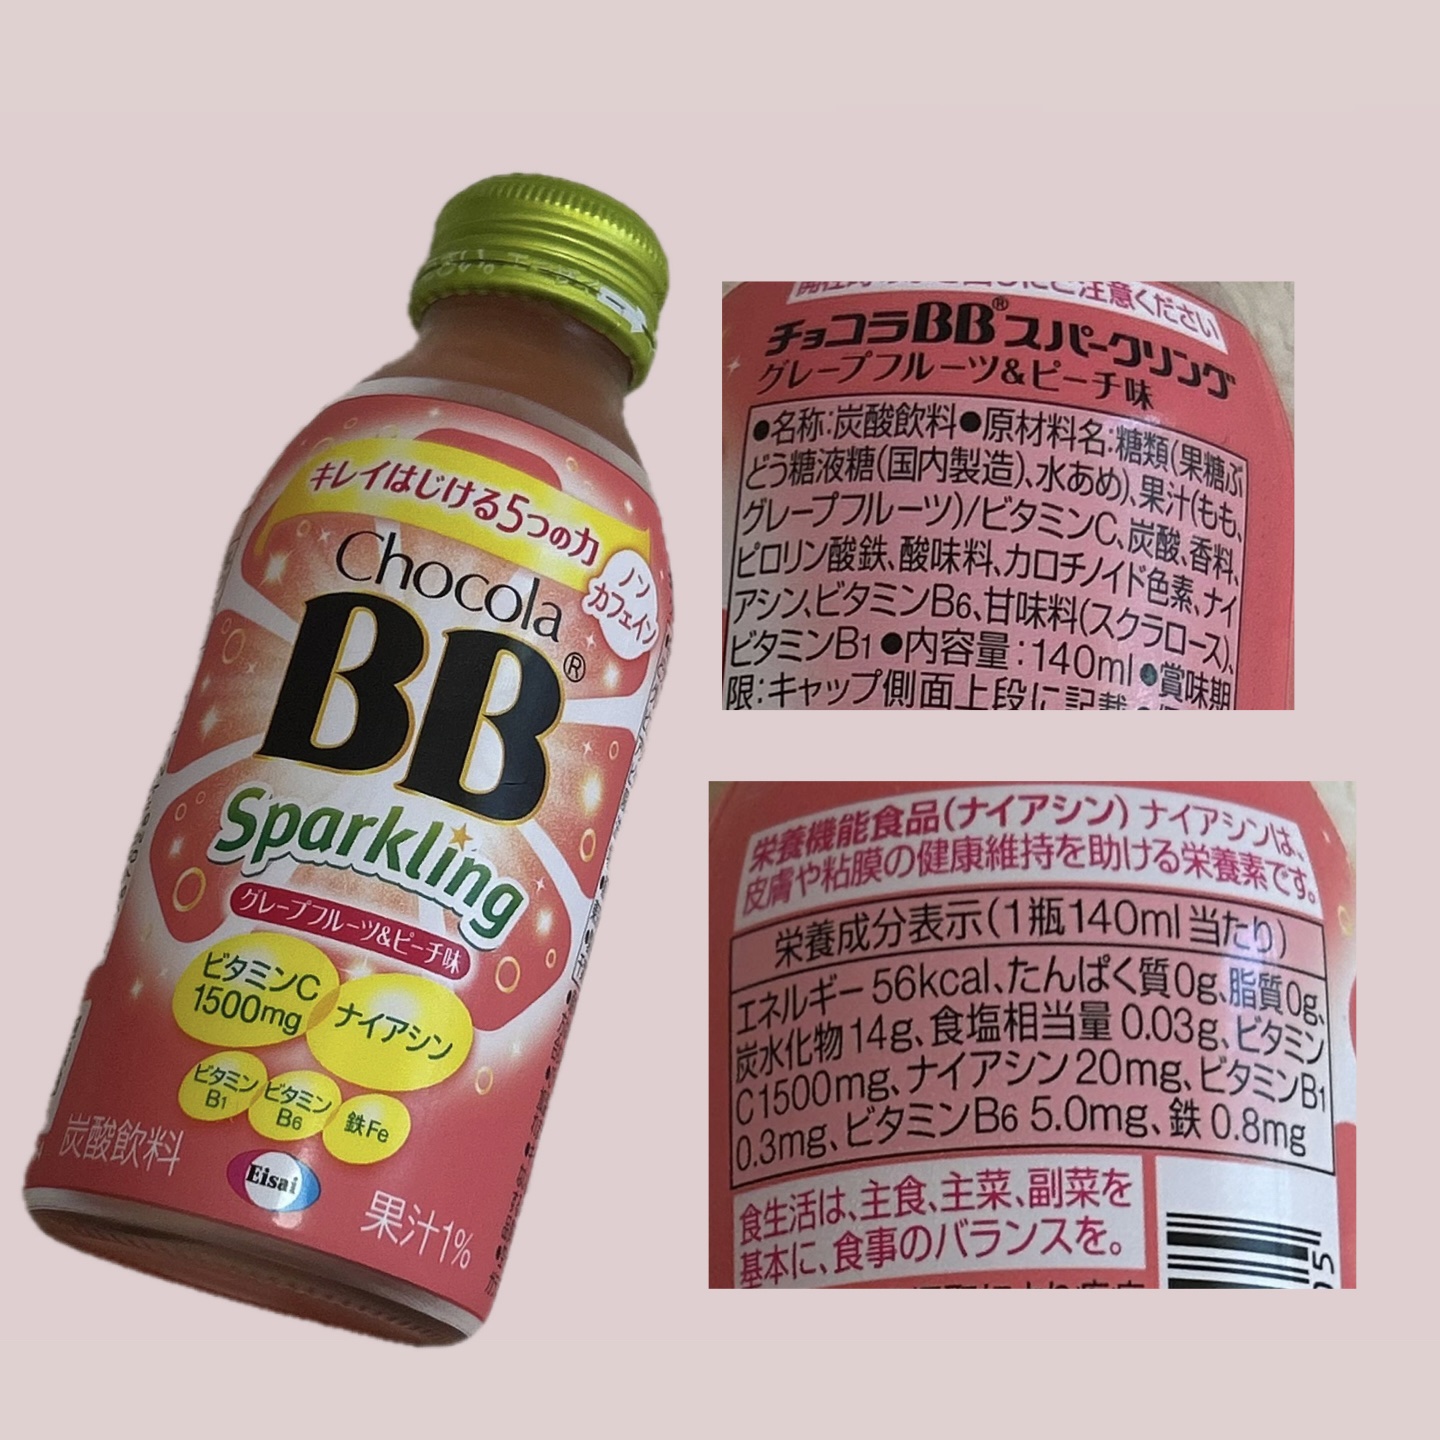 キレイはじける5つの力
ノン
カフェイン
Chocola
BB®
Sparkling
グレープフルーツ&ピーチ味
ビタミンC
1500mg
ナイアシン
ビタミン
B1
ビタミン
B6
鉄Fe
炭酸飲料
Eisai
果汁1%
ご注意ください
チョコラBB®スパークリング
グレープフルーツ&ピーチ味
●名称:炭酸飲料●原材料名:糖類(果糖ぶ
どう糖液糖(国内製造)、水あめ)、果汁(もも、
グレープフルーツ)/ビタミンC、炭酸、香料、
ピロリン酸鉄、酸味料、カロチノイド色素、ナイ
アシン、ビタミンB6、甘味料(スクラロース)、
ビタミンB1●内容量:140ml●賞味期
限:キャップ側面上段に記載
栄養機能食品(ナイアシン) ナイアシンは、
皮膚や粘膜の健康維持を助ける栄養素です。
栄養成分表示(1瓶140ml当たり)
エネルギー 56kcal、たんぱく質0g、脂質0g、
炭水化物14g、食塩相当量0.03g、ビタミン
C1500mg、ナイアシン20mg、ビタミンB1
0.3mg、ビタミンB6 5.0mg、鉄0.8mg
食生活は、主食、主菜、副菜を
基本に、食事のバランスを。